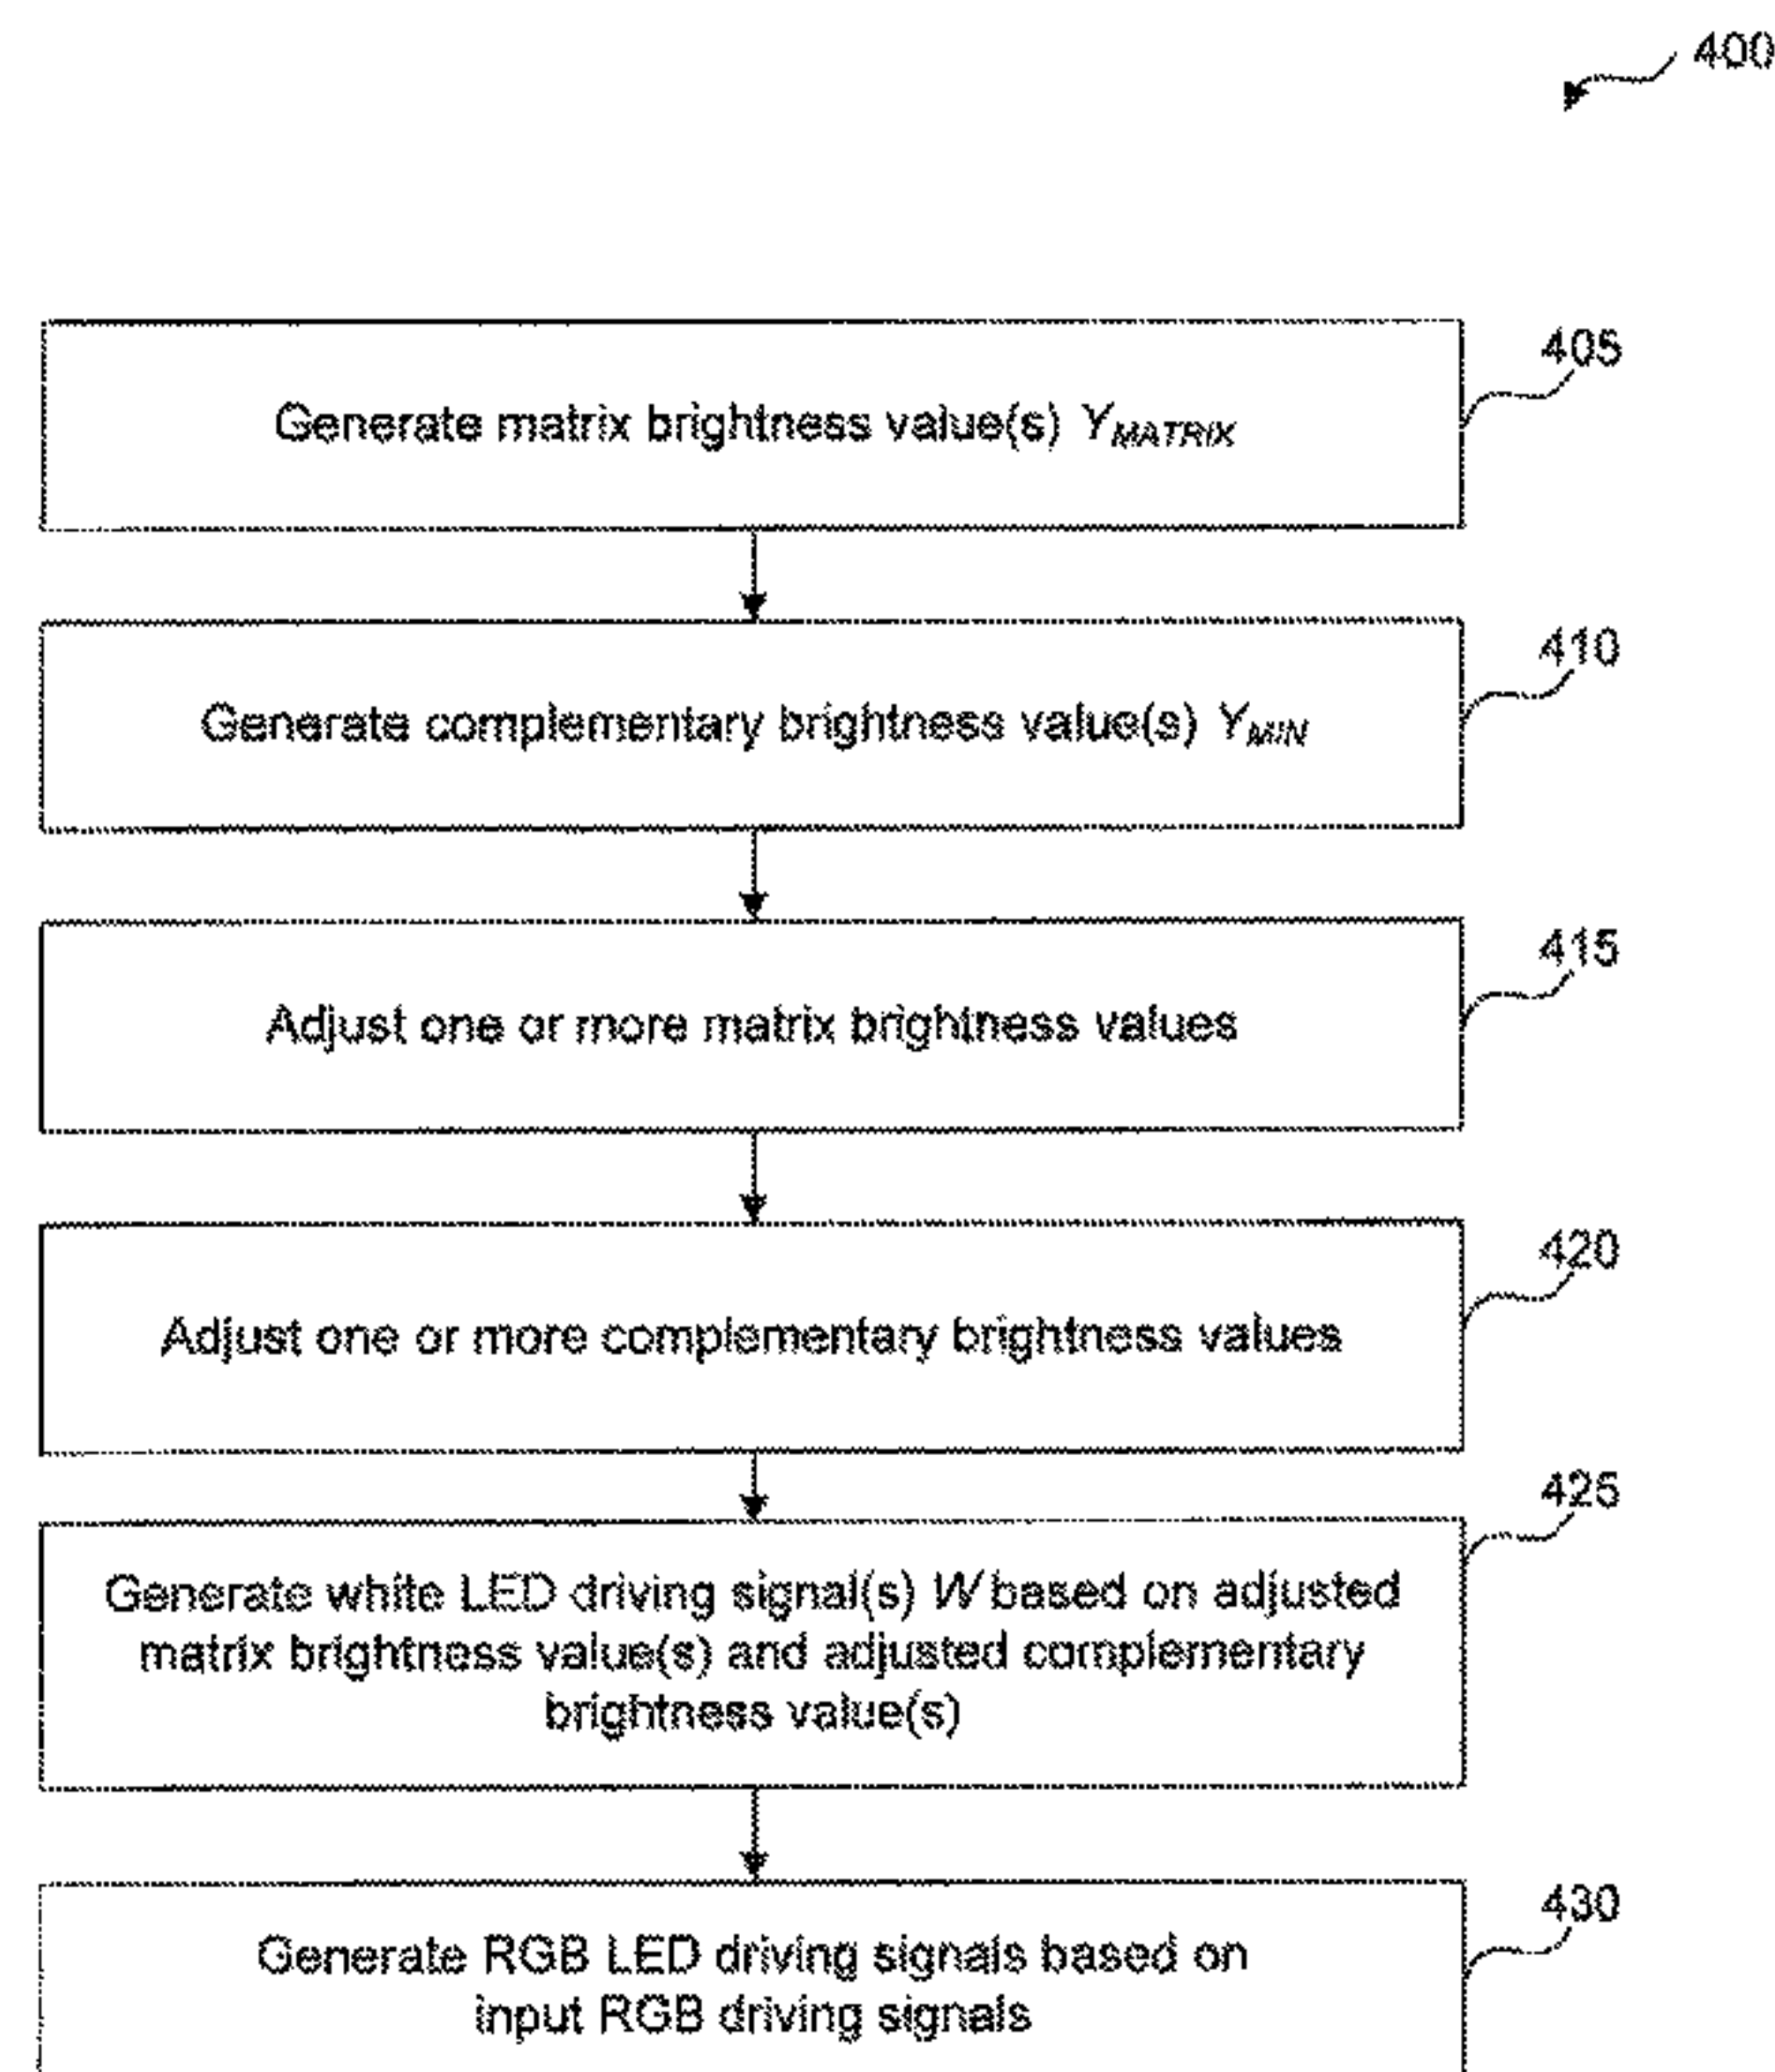 400
405
Generate matrix brightness value(s) YMATRIX
410
Generate complementary brightness value(s) YMIN
415
Adjust one or more matrix brightness values
420
Adjust one or more complementary brightness values
425
Generate white LED driving signal(s) W based on adjusted
matrix brightness value(s) and adjusted complementary
brightness value(s)
430
Generate RGB LED driving signals based on
input RGB driving signals